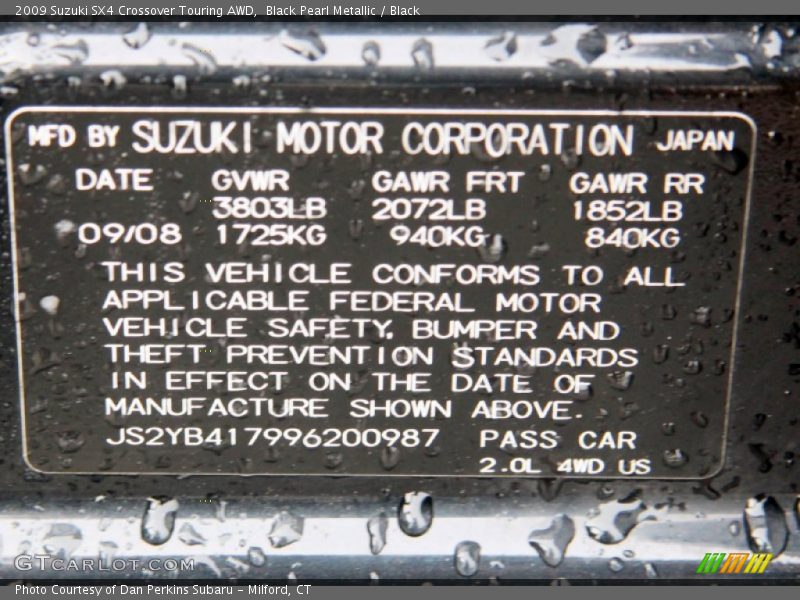 2009 Suzuki SX4 Crossover Touring AWD, Black Pearl Metallic / Black
MFD BY SUZUKI MOTOR CORPORATION JAPAN
DATE GVWR GAWR FRT GAWR RR
3803LB 2072LB 1852LB
09/08 1725KG 940KG 840KG
THIS VEHICLE CONFORMS TO ALL
APPLICABLE FEDERAL MOTOR
VEHICLE SAFETY, BUMPER AND
THEFT PREVENTION STANDARDS
IN EFFECT ON THE DATE OF
MANUFACTURE SHOWN ABOVE.
JS2YB417996200987 PASS CAR
2.0L 4WD US
GTCARLOT.COM
Photo Courtesy of Dan Perkins Subaru - Milford, CT